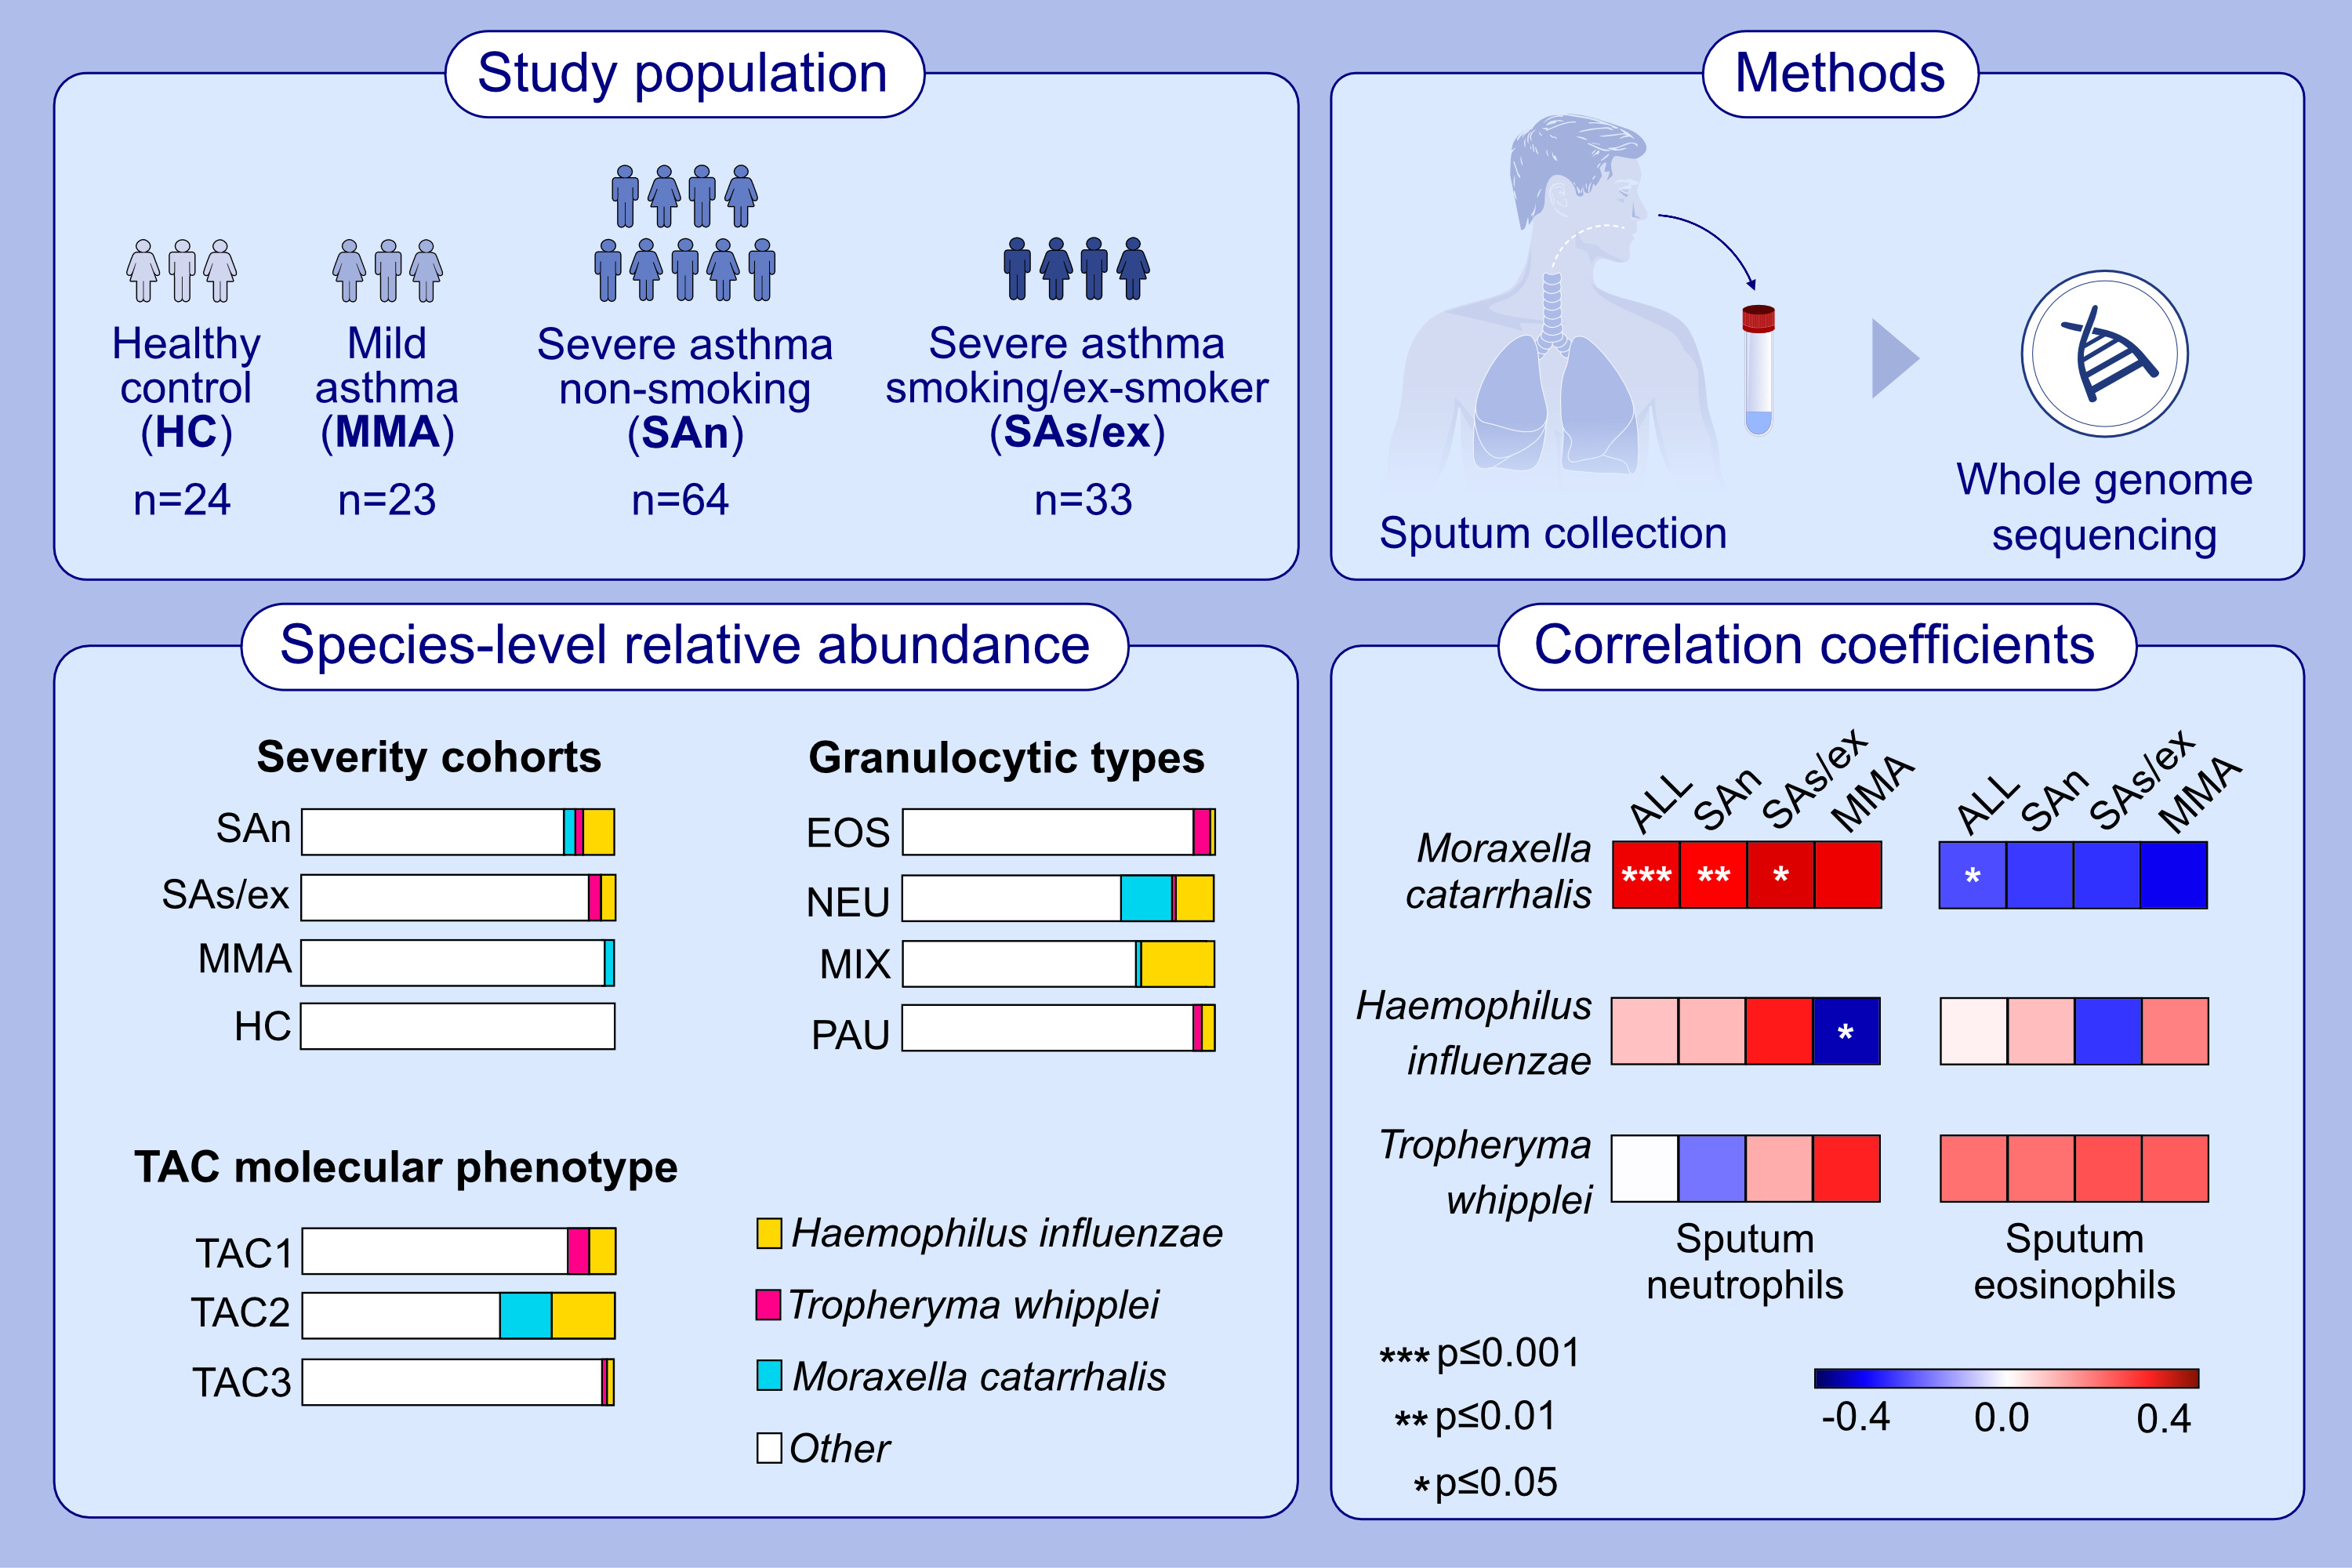 Study population
Healthy
control
(HC)
n=24
Mild
asthma
(MMA)
n=23
Severe asthma
non-smoking
(SAn)
n=64
Severe asthma
smoking/ex-smoker
(SAs/ex)
n=33
Methods
Sputum collection
Whole genome
sequencing
Species-level relative abundance
Severity cohorts
SAn
SAs/ex
MMA
HC
Granulocytic types
EOS
NEU
MIX
PAU
TAC molecular phenotype
TAC1
TAC2
TAC3
Haemophilus influenzae
Tropheryma whipplei
Moraxella catarrhalis
Other
Correlation coefficients
ALL SAn SAs/ex MMA
ALL SAn SAs/ex MMA
Moraxella
catarrhalis
*** ** * *
Haemophilus
influenzae
*
Tropheryma
whipplei
Sputum
neutrophils
Sputum
eosinophils
*** p≤0.001
** p≤0.01
* p≤0.05
-0.4 0.0 0.4